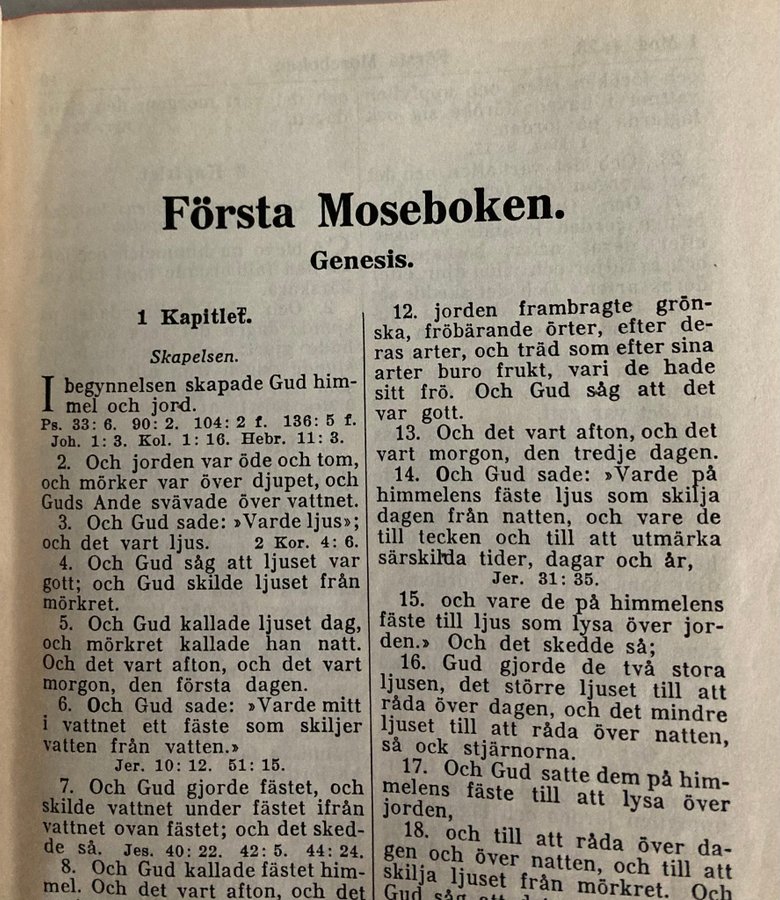 Första Moseboken.
Genesis.
1 Kapitlet.
Skapelsen.
I begynnelsen skapade Gud him-
mel och jord.
Ps. 33: 6. 90: 2. 104: 2 f. 136: 5 f.
Joh. 1: 3. Kol. 1: 16. Hebr. 11: 3.
2. Och jorden var öde och tom,
och mörker var över djupet, och
Guds Ande svävade över vattnet.
3. Och Gud sade: »Varde ljus»;
och det vart ljus. 2 Kor. 4: 6.
4. Och Gud såg att ljuset var
gott; och Gud skilde ljuset från
mörkret.
5. Och Gud kallade ljuset dag,
och mörkret kallade han natt.
Och det vart afton, och det vart
morgon, den första dagen.
6. Och Gud sade: »Varde mitt
i vattnet ett fäste som skiljer
vatten från vatten.»
Jer. 10: 12. 51: 15.
7. Och Gud gjorde fästet, och
skilde vattnet under fästet ifrån
vattnet ovan fästet; och det sked-
de så. Jes. 40: 22. 42: 5. 44: 24.
8. Och Gud kallade fästet him-
mel. Och det vart afton, och det
12. jorden frambragte grön-
ska, fröbärande örter, efter de-
ras arter, och träd som efter sina
arter buro frukt, vari de hade
sitt frö. Och Gud såg att det
var gott.
13. Och det vart afton, och det
vart morgon, den tredje dagen.
14. Och Gud sade: »Varde på
himmelens fäste ljus som skilja
dagen från natten, och vare de
till tecken och till att utmärka
särskilda tider, dagar och år,
Jer. 31: 35.
15. och vare de på himmelens
fäste till ljus som lysa över jor-
den.» Och det skedde så;
16. Gud gjorde de två stora
ljusen, det större ljuset till att
råda över dagen, och det mindre
ljuset till att råda över natten,
så ock stjärnorna.
17. Och Gud satte dem på him-
melens fäste till att lysa över
jorden,
18. och till att råda över da-
gen och över natten, och till att
skilja ljuset från mörkret. Och
Gud såg att det